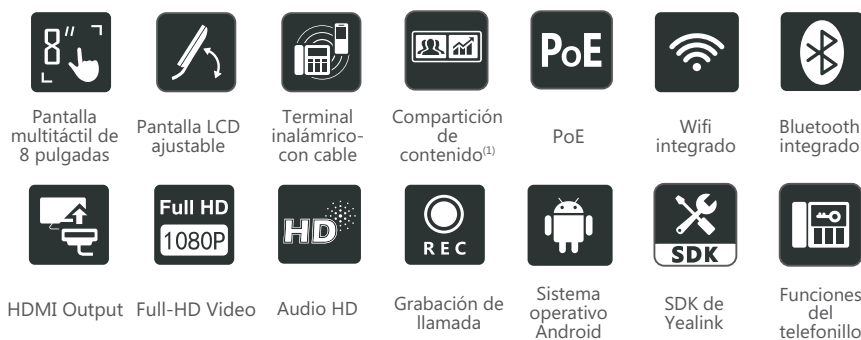 8"
PoE
Pantalla
multitáctil de
8 pulgadas
Pantalla LCD
ajustable
Terminal
inalámrico-
con cable
Compartición
de
contenido(1)
PoE
Wifi
integrado
Bluetooth
integrado
Full HD
1080P
HD
REC
SDK
HDMI Output
Full-HD Video
Audio HD
Grabación de
llamada
Sistema
operativo
Android
SDK de
Yealink
Funciones
del
telefonillo